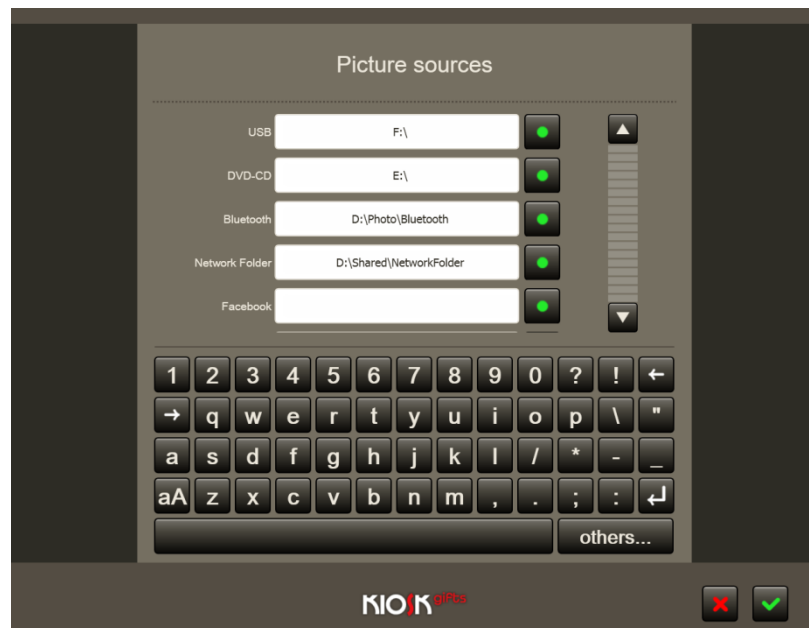 Picture sources
USB F:\
DVD-CD E:\
Bluetooth D:\Photo\Bluetooth
Network Folder D:\Shared\NetworkFolder
Facebook
1 2 3 4 5 6 7 8 9 0 ? ! ←
→ q w e r t y u i o p \ "
a s d f g h j k l / * - _
aA z x c v b n m , . ; : ↵
others...
KIOSK gifts